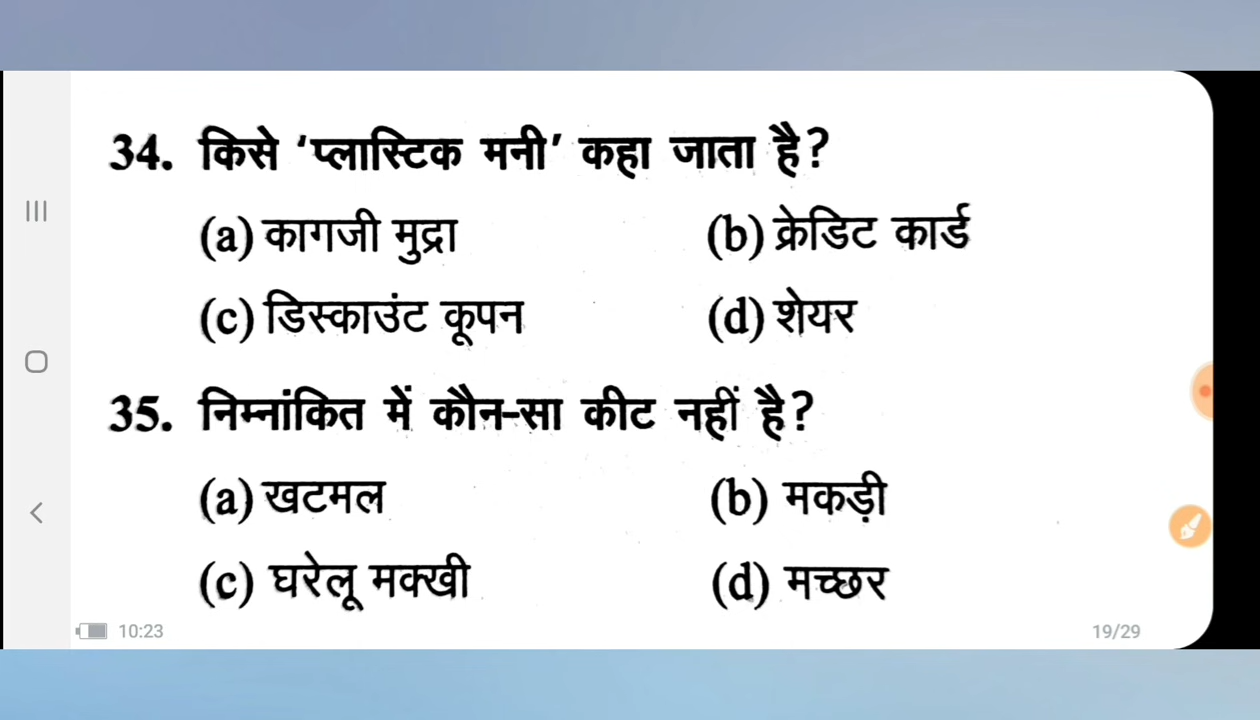 34. किसे 'प्लास्टिक मनी' कहा जाता है?
(a) कागजी मुद्रा (b) क्रेडिट कार्ड
(c) डिस्काउंट कूपन (d) शेयर
35. निम्नांकित में कौन-सा कीट नहीं है?
(a) खटमल (b) मकड़ी
(c) घरेलू मक्खी (d) मच्छर
10:23 19/29